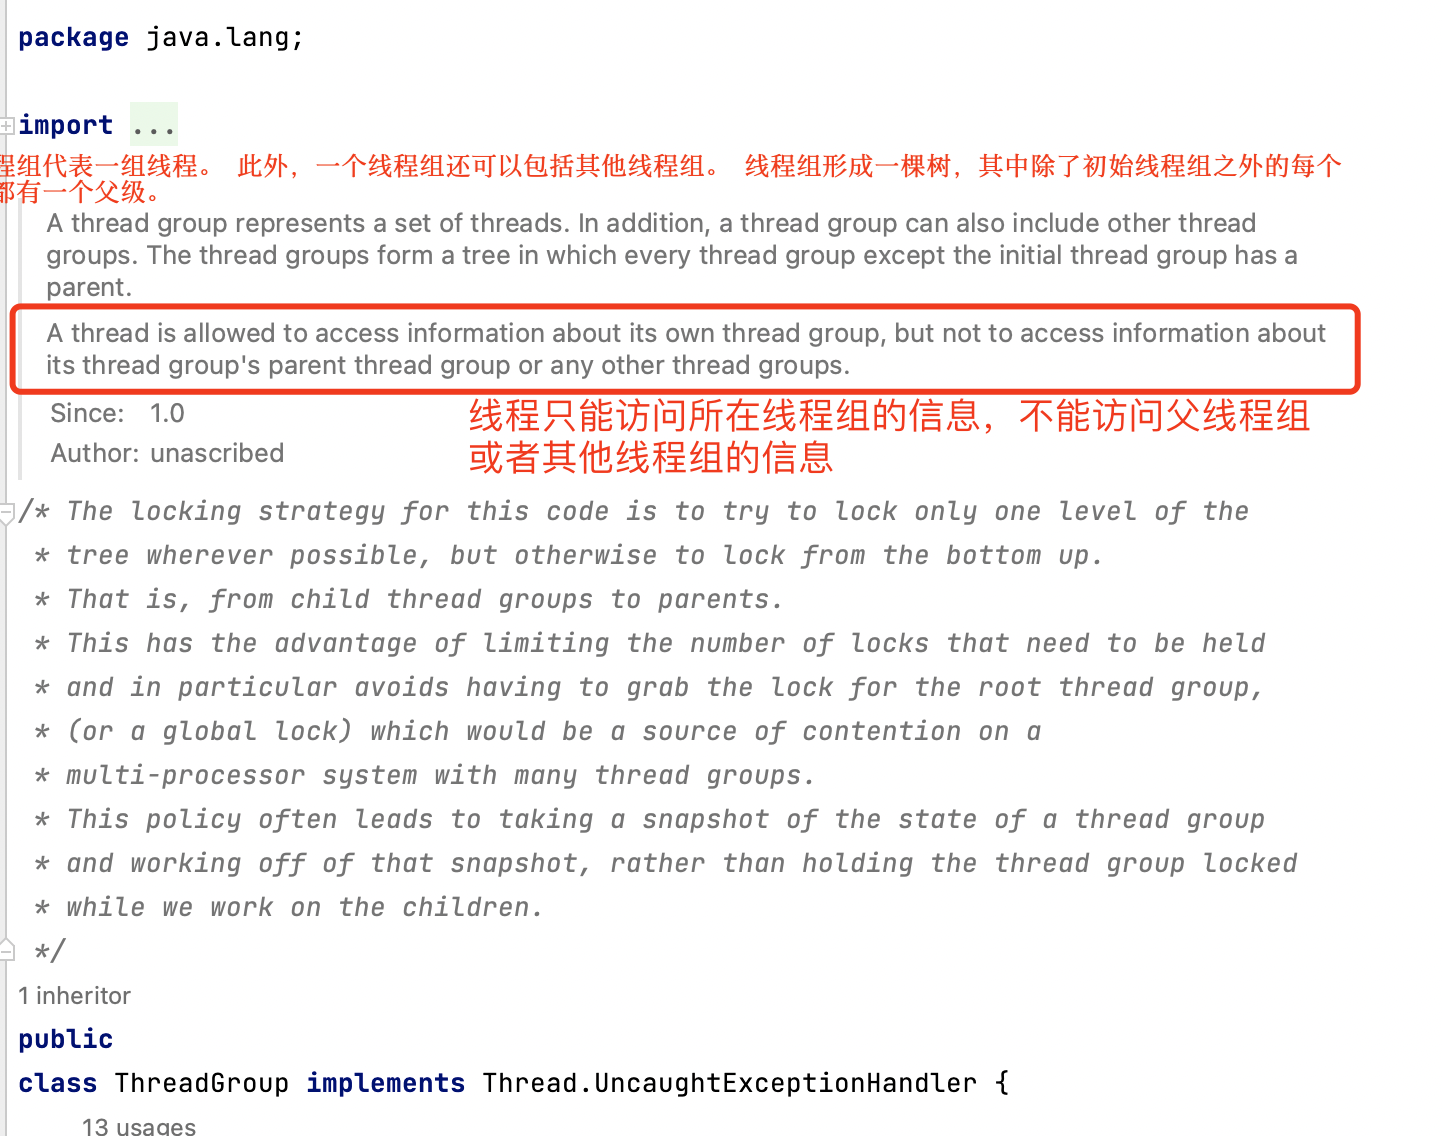 package java.lang;
import ...
程组代表一组线程。 此外，一个线程组还可以包括其他线程组。 线程组形成一棵树，其中除了初始线程组之外的每个
都有一个父级。
A thread group represents a set of threads. In addition, a thread group can also include other thread
groups. The thread groups form a tree in which every thread group except the initial thread group has a
parent.
A thread is allowed to access information about its own thread group, but not to access information about
its thread group's parent thread group or any other thread groups.
Since: 1.0
Author: unascribed
线程只能访问所在线程组的信息，不能访问父线程组
或者其他线程组的信息
/* The locking strategy for this code is to try to lock only one level of the
* tree wherever possible, but otherwise to lock from the bottom up.
* That is, from child thread groups to parents.
* This has the advantage of limiting the number of locks that need to be held
* and in particular avoids having to grab the lock for the root thread group,
* (or a global lock) which would be a source of contention on a
* multi-processor system with many thread groups.
* This policy often leads to taking a snapshot of the state of a thread group
* and working off of that snapshot, rather than holding the thread group locked
* while we work on the children.
*/
1 inheritor
public
class ThreadGroup implements Thread.UncaughtExceptionHandler {
13 usages